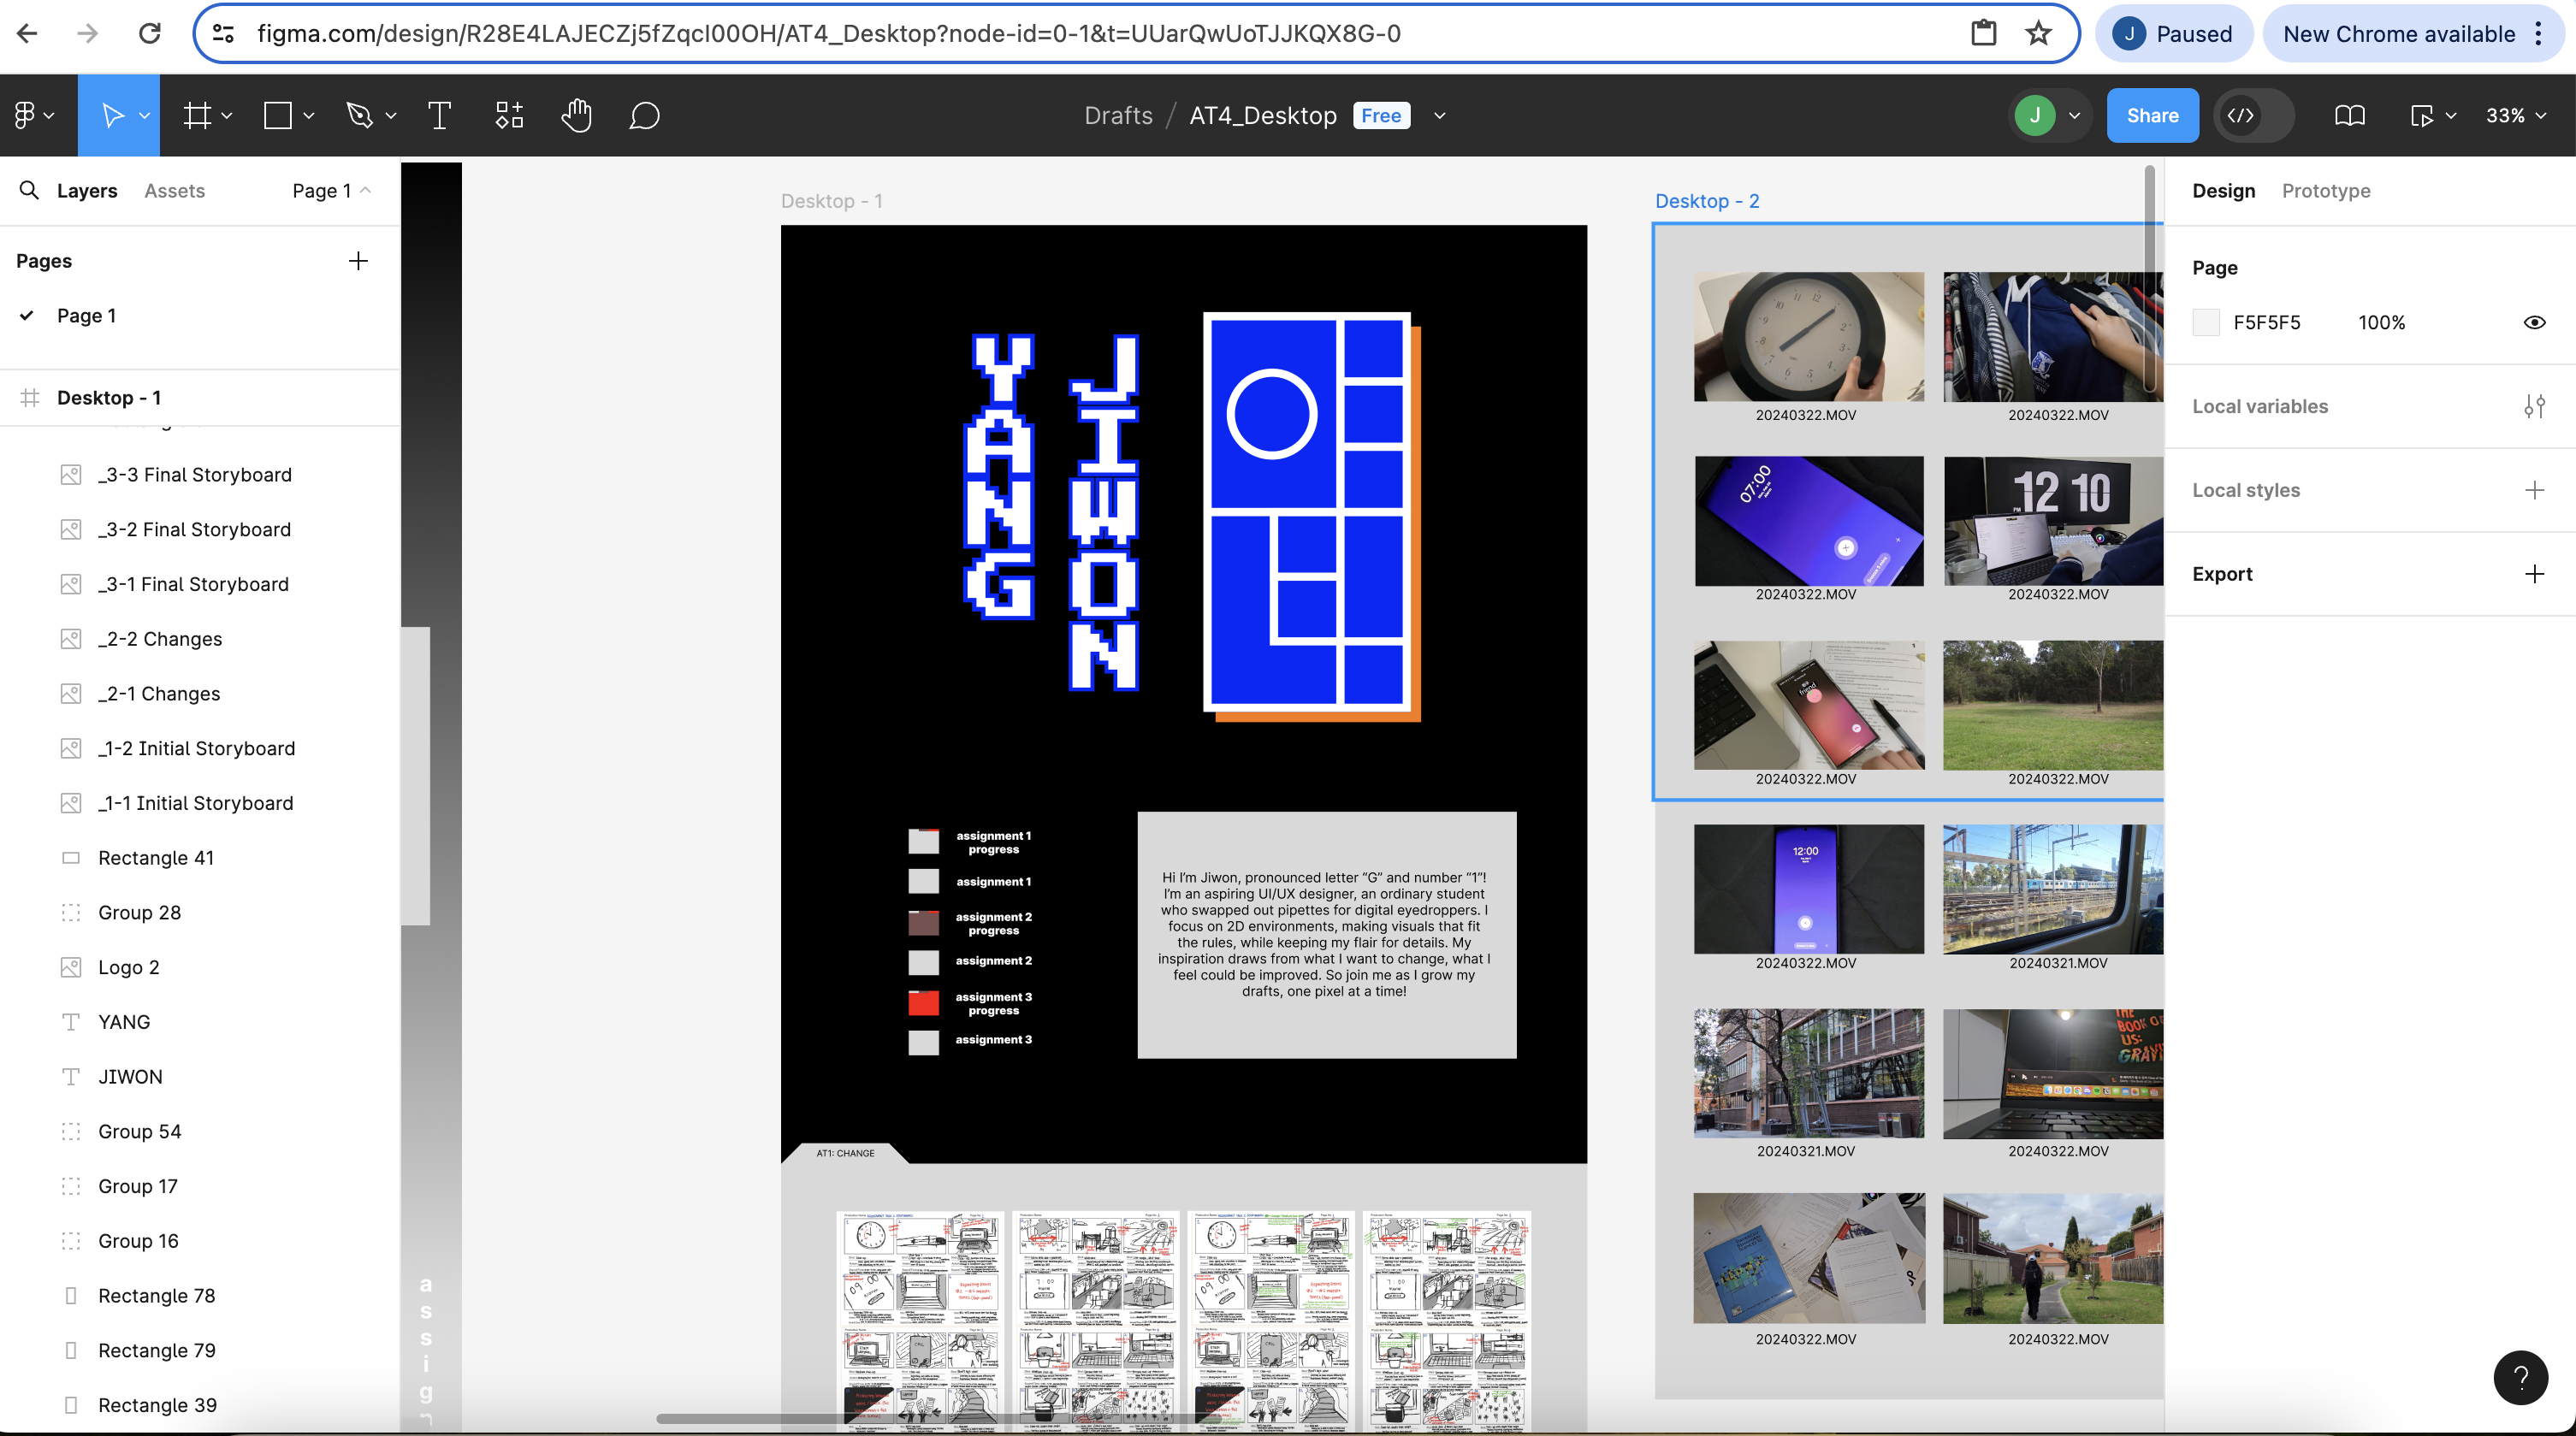 figma.com/design/R28E4LAJECZj5fZqcI00OH/AT4_Desktop?node-id=0-1&t=UUarQwUoTJJKQX8G-0
J
Paused
New Chrome available
Drafts / AT4_Desktop
Free
J
Share
33%
Layers
Assets
Page 1
Pages
Page 1
Desktop - 1
_3-3 Final Storyboard
_3-2 Final Storyboard
_3-1 Final Storyboard
_2-2 Changes
_2-1 Changes
_1-2 Initial Storyboard
_1-1 Initial Storyboard
Rectangle 41
Group 28
Logo 2
YANG
JIWON
Group 54
Group 17
Group 16
Rectangle 78
Rectangle 79
Rectangle 39
a
s
s
i
g
n
Desktop - 1
YANG
JIWON
assignment 1
progress
assignment 1
assignment 2
progress
assignment 2
assignment 3
progress
assignment 3
Hi I'm Jiwon, pronounced letter “G” and number “1”!
I'm an aspiring UI/UX designer, an ordinary student
who swapped out pipettes for digital eyedroppers. I
focus on 2D environments, making visuals that fit
the rules, while keeping my flair for details. My
inspiration draws from what I want to change, what I
feel could be improved. So join me as I grow my
drafts, one pixel at a time!
AT1: CHANGE
Desktop - 2
20240322.MOV
20240322.MOV
07:00
12 10
PM
20240322.MOV
20240322.MOV
20240322.MOV
20240322.MOV
12:00
20240322.MOV
20240321.MOV
THE
BOOK O
US:
GRAV
20240321.MOV
20240322.MOV
20240322.MOV
20240322.MOV
Design
Prototype
Page
F5F5F5
100%
Local variables
Local styles
Export
?